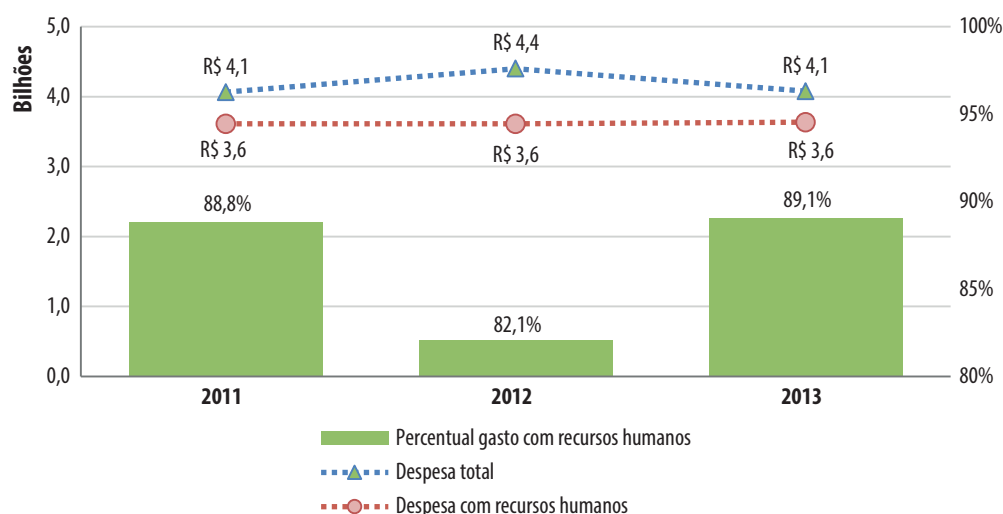 5,0
100%
R$ 4,4
R$ 4,1
R$ 4,1
Bilhões
4,0
95%
R$ 3,6
R$ 3,6
R$ 3,6
3,0
88,8%
89,1%
90%
2,0
85%
1,0
82,1%
0,0
80%
2011
2012
2013
Percentual gasto com recursos humanos
Despesa total
Despesa com recursos humanos